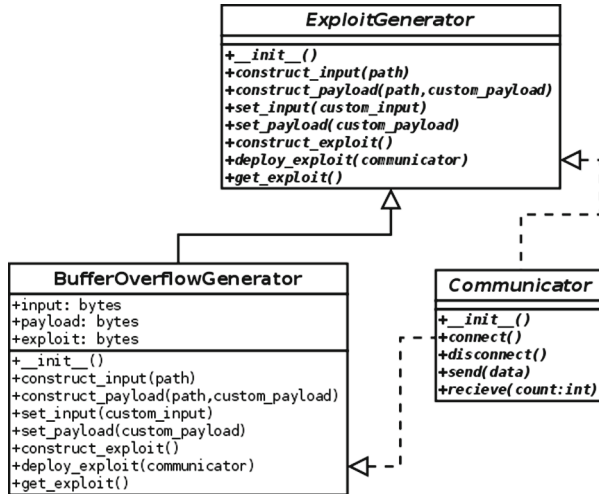 ExploitGenerator
+__init__()
+construct_input(path)
+construct_payload(path,custom_payload)
+set_input(custom_input)
+set_payload(custom_payload)
+construct_exploit()
+deploy_exploit(communicator)
+get_exploit()
BufferOverflowGenerator
+input: bytes
+payload: bytes
+exploit: bytes
+__init__()
+construct_input(path)
+construct_payload(path,custom_payload)
+set_input(custom_input)
+set_payload(custom_payload)
+construct_exploit()
+deploy_exploit(communicator)
+get_exploit()
Communicator
+__init__()
+connect()
+disconnect()
+send(data)
+recieve(count:int)